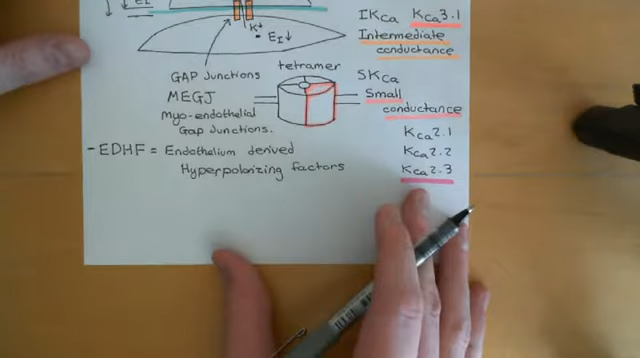 EI
K+
EI↓
IKCa KCa3.1
Intermediate
conductance
GAP Junctions
MEGJ
Myo-endothelial
Gap Junctions.
tetramer
SKCa
Small
conductance
KCa2.1
KCa2.2
KCa2.3
-EDHF = Endothelium derived
Hyperpolarizing factors